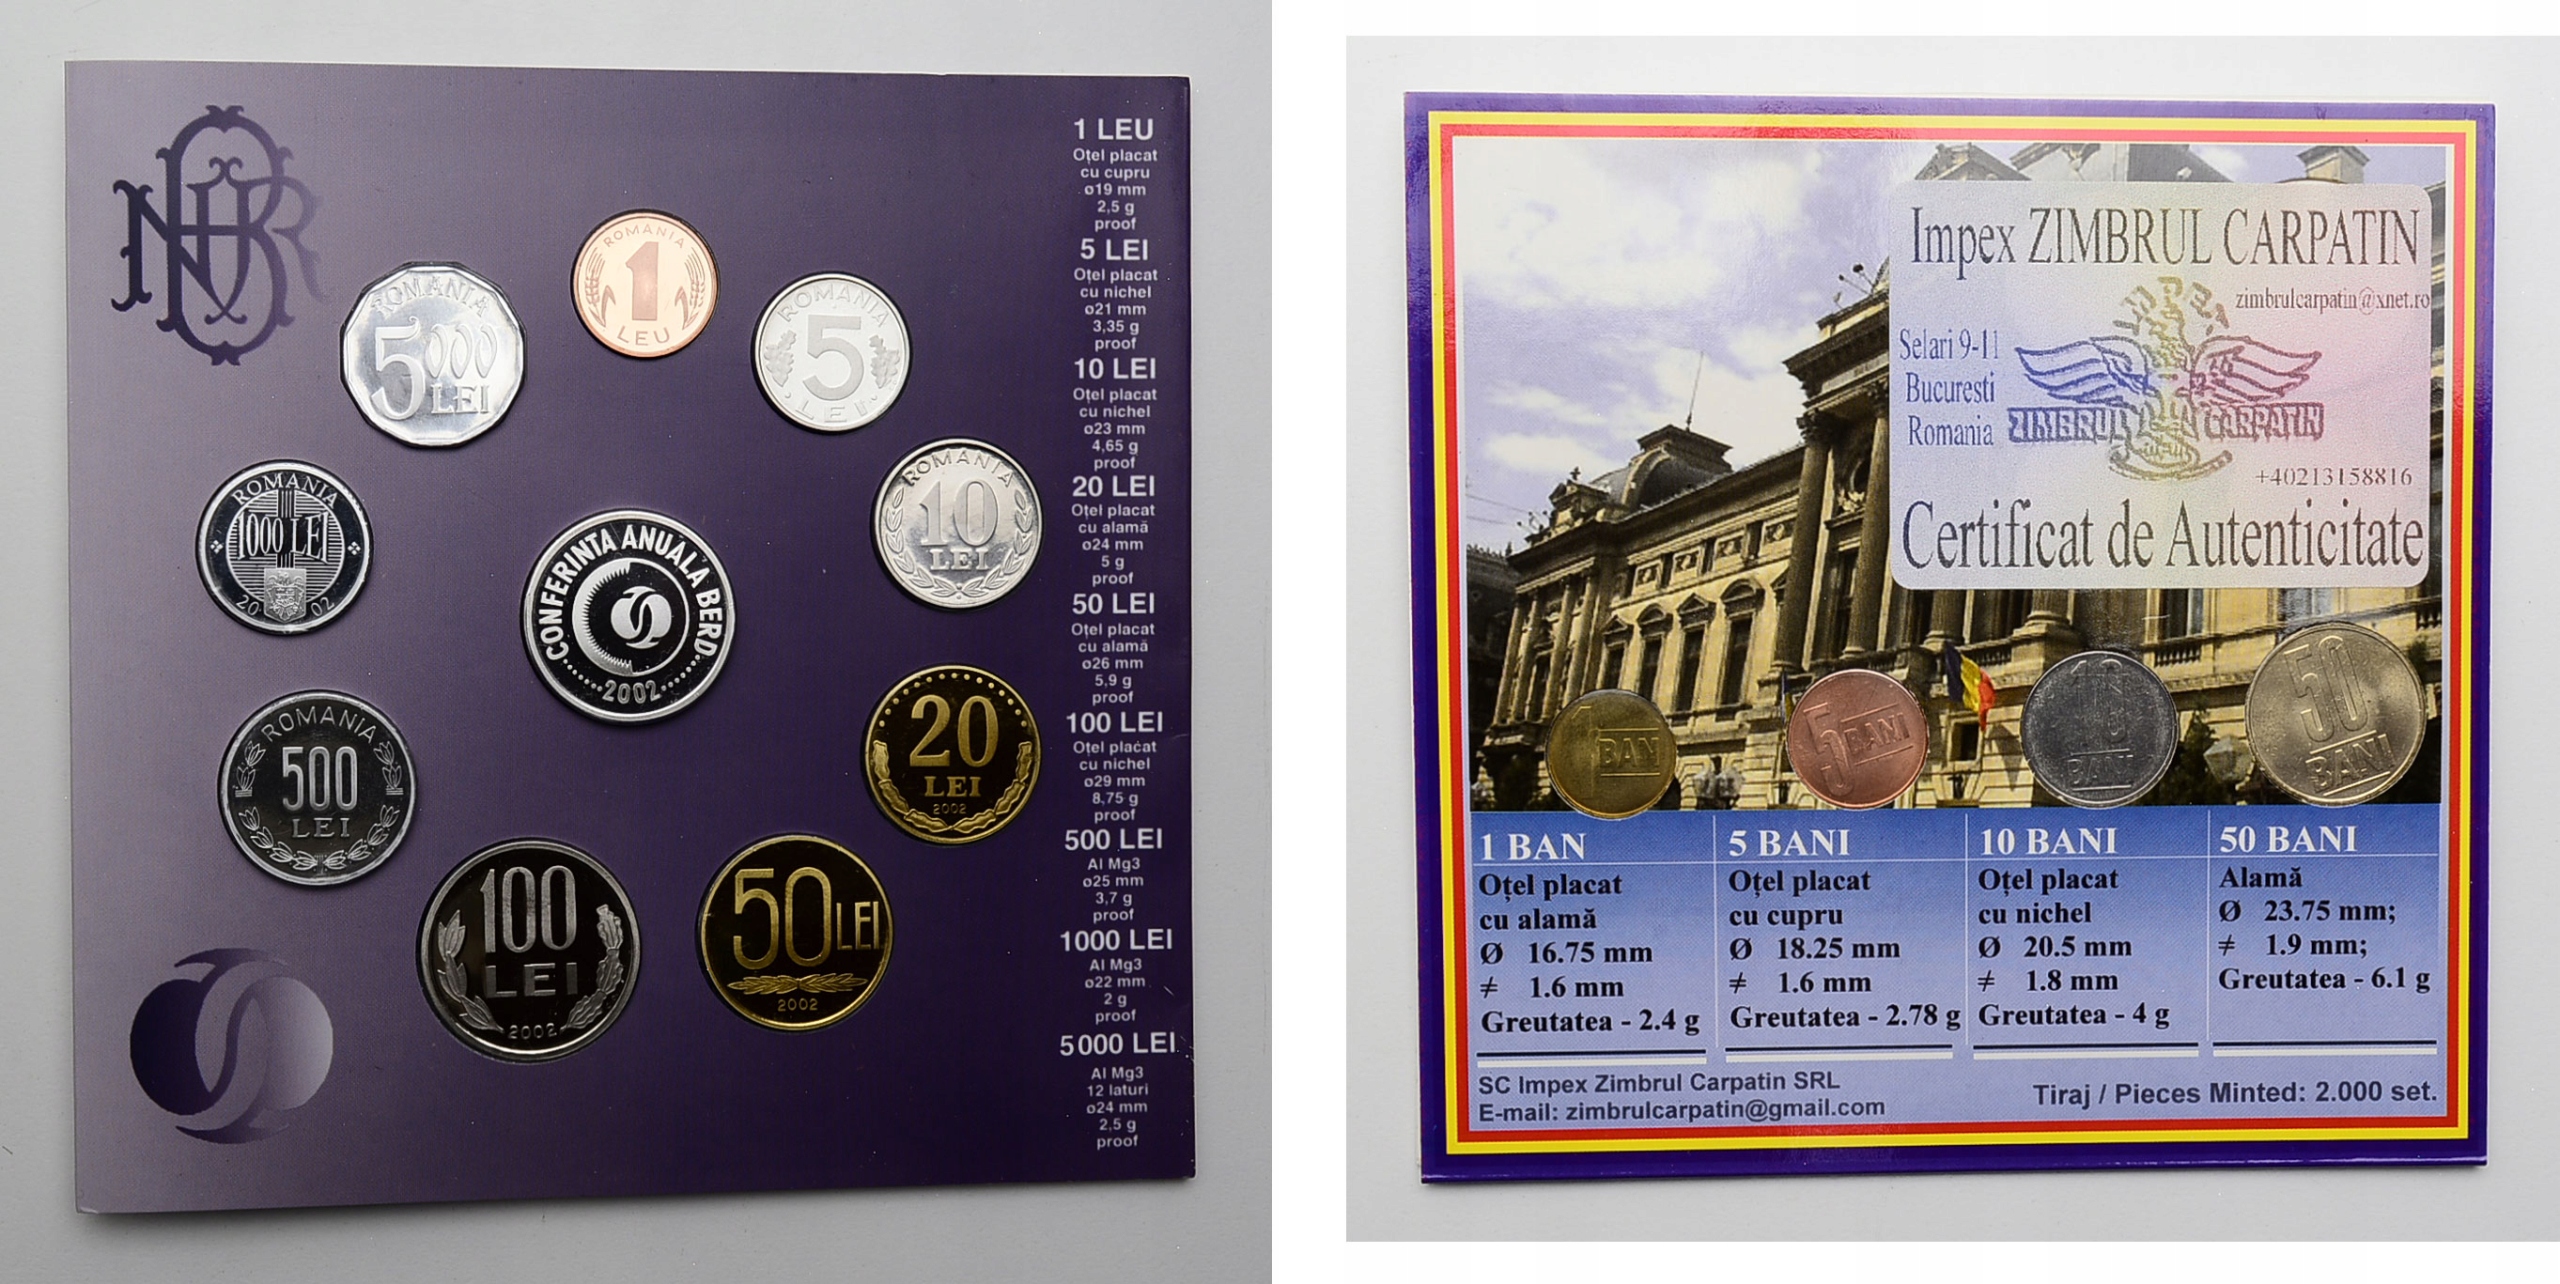 NBR
ROMANIA
5000
LEI
ROMANIA
1
LEU
ROMANIA
5
LEI
ROMANIA
10
LEI
ROMANIA
1000 LEI
2002
CONFERINTA ANUALA BERD
2002
ROMANIA
500
LEI
20
LEI
2002
100
LEI
2002
50 LEI
2002
1 LEU
Oțel placat
cu cupru
ø19 mm
2,5 g
proof
5 LEI
Oțel placat
cu nichel
ø21 mm
3,35 g
proof
10 LEI
Oțel placat
cu nichel
ø23 mm
4,65 g
proof
20 LEI
Oțel placat
cu alamă
ø24 mm
5 g
proof
50 LEI
Oțel placat
cu alamă
ø26 mm
5,9 g
proof
100 LEI
Oțel placat
cu nichel
ø29 mm
8,75 g
proof
500 LEI
Al Mg3
ø25 mm
3,7 g
proof
1000 LEI
Al Mg3
ø22 mm
2 g
proof
5000 LEI
Al Mg3
12 laturi
ø24 mm
2,5 g
proof
Impex ZIMBRUL CARPATIN
zimbrulcarpatin@xnet.ro
Selari 9-11
Bucuresti
Romania
IMPEX
ZIMBRUL CARPATIN
+40213158816
Certificat de Autenticitate
1 BAN
5 BANI
10 BANI
50 BANI
1 BAN
Oțel placat
cu alamă
Ø 16.75 mm
≠ 1.6 mm
Greutatea - 2.4 g
5 BANI
Oțel placat
cu cupru
Ø 18.25 mm
≠ 1.6 mm
Greutatea - 2.78 g
10 BANI
Oțel placat
cu nichel
Ø 20.5 mm
≠ 1.8 mm
Greutatea - 4 g
50 BANI
Alamă
Ø 23.75 mm;
≠ 1.9 mm;
Greutatea - 6.1 g
SC Impex Zimbrul Carpatin SRL
E-mail: zimbrulcarpatin@gmail.com
Tiraj / Pieces Minted: 2.000 set.